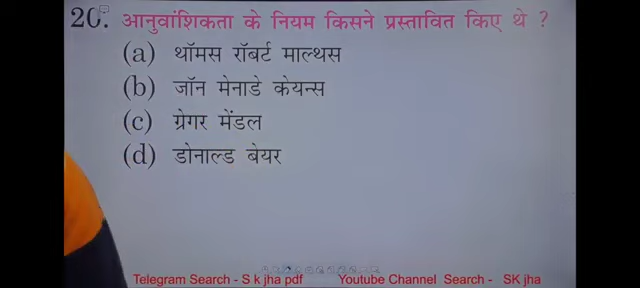 20. आनुवांशिकता के नियम किसने प्रस्तावित किए थे ?
(a) थॉमस रॉबर्ट माल्थस
(b) जॉन मेनार्ड केयन्स
(c) ग्रेगर मेंडल
(d) डोनाल्ड बेयर
Telegram Search - S k jha pdf Youtube Channel Search - SK jha